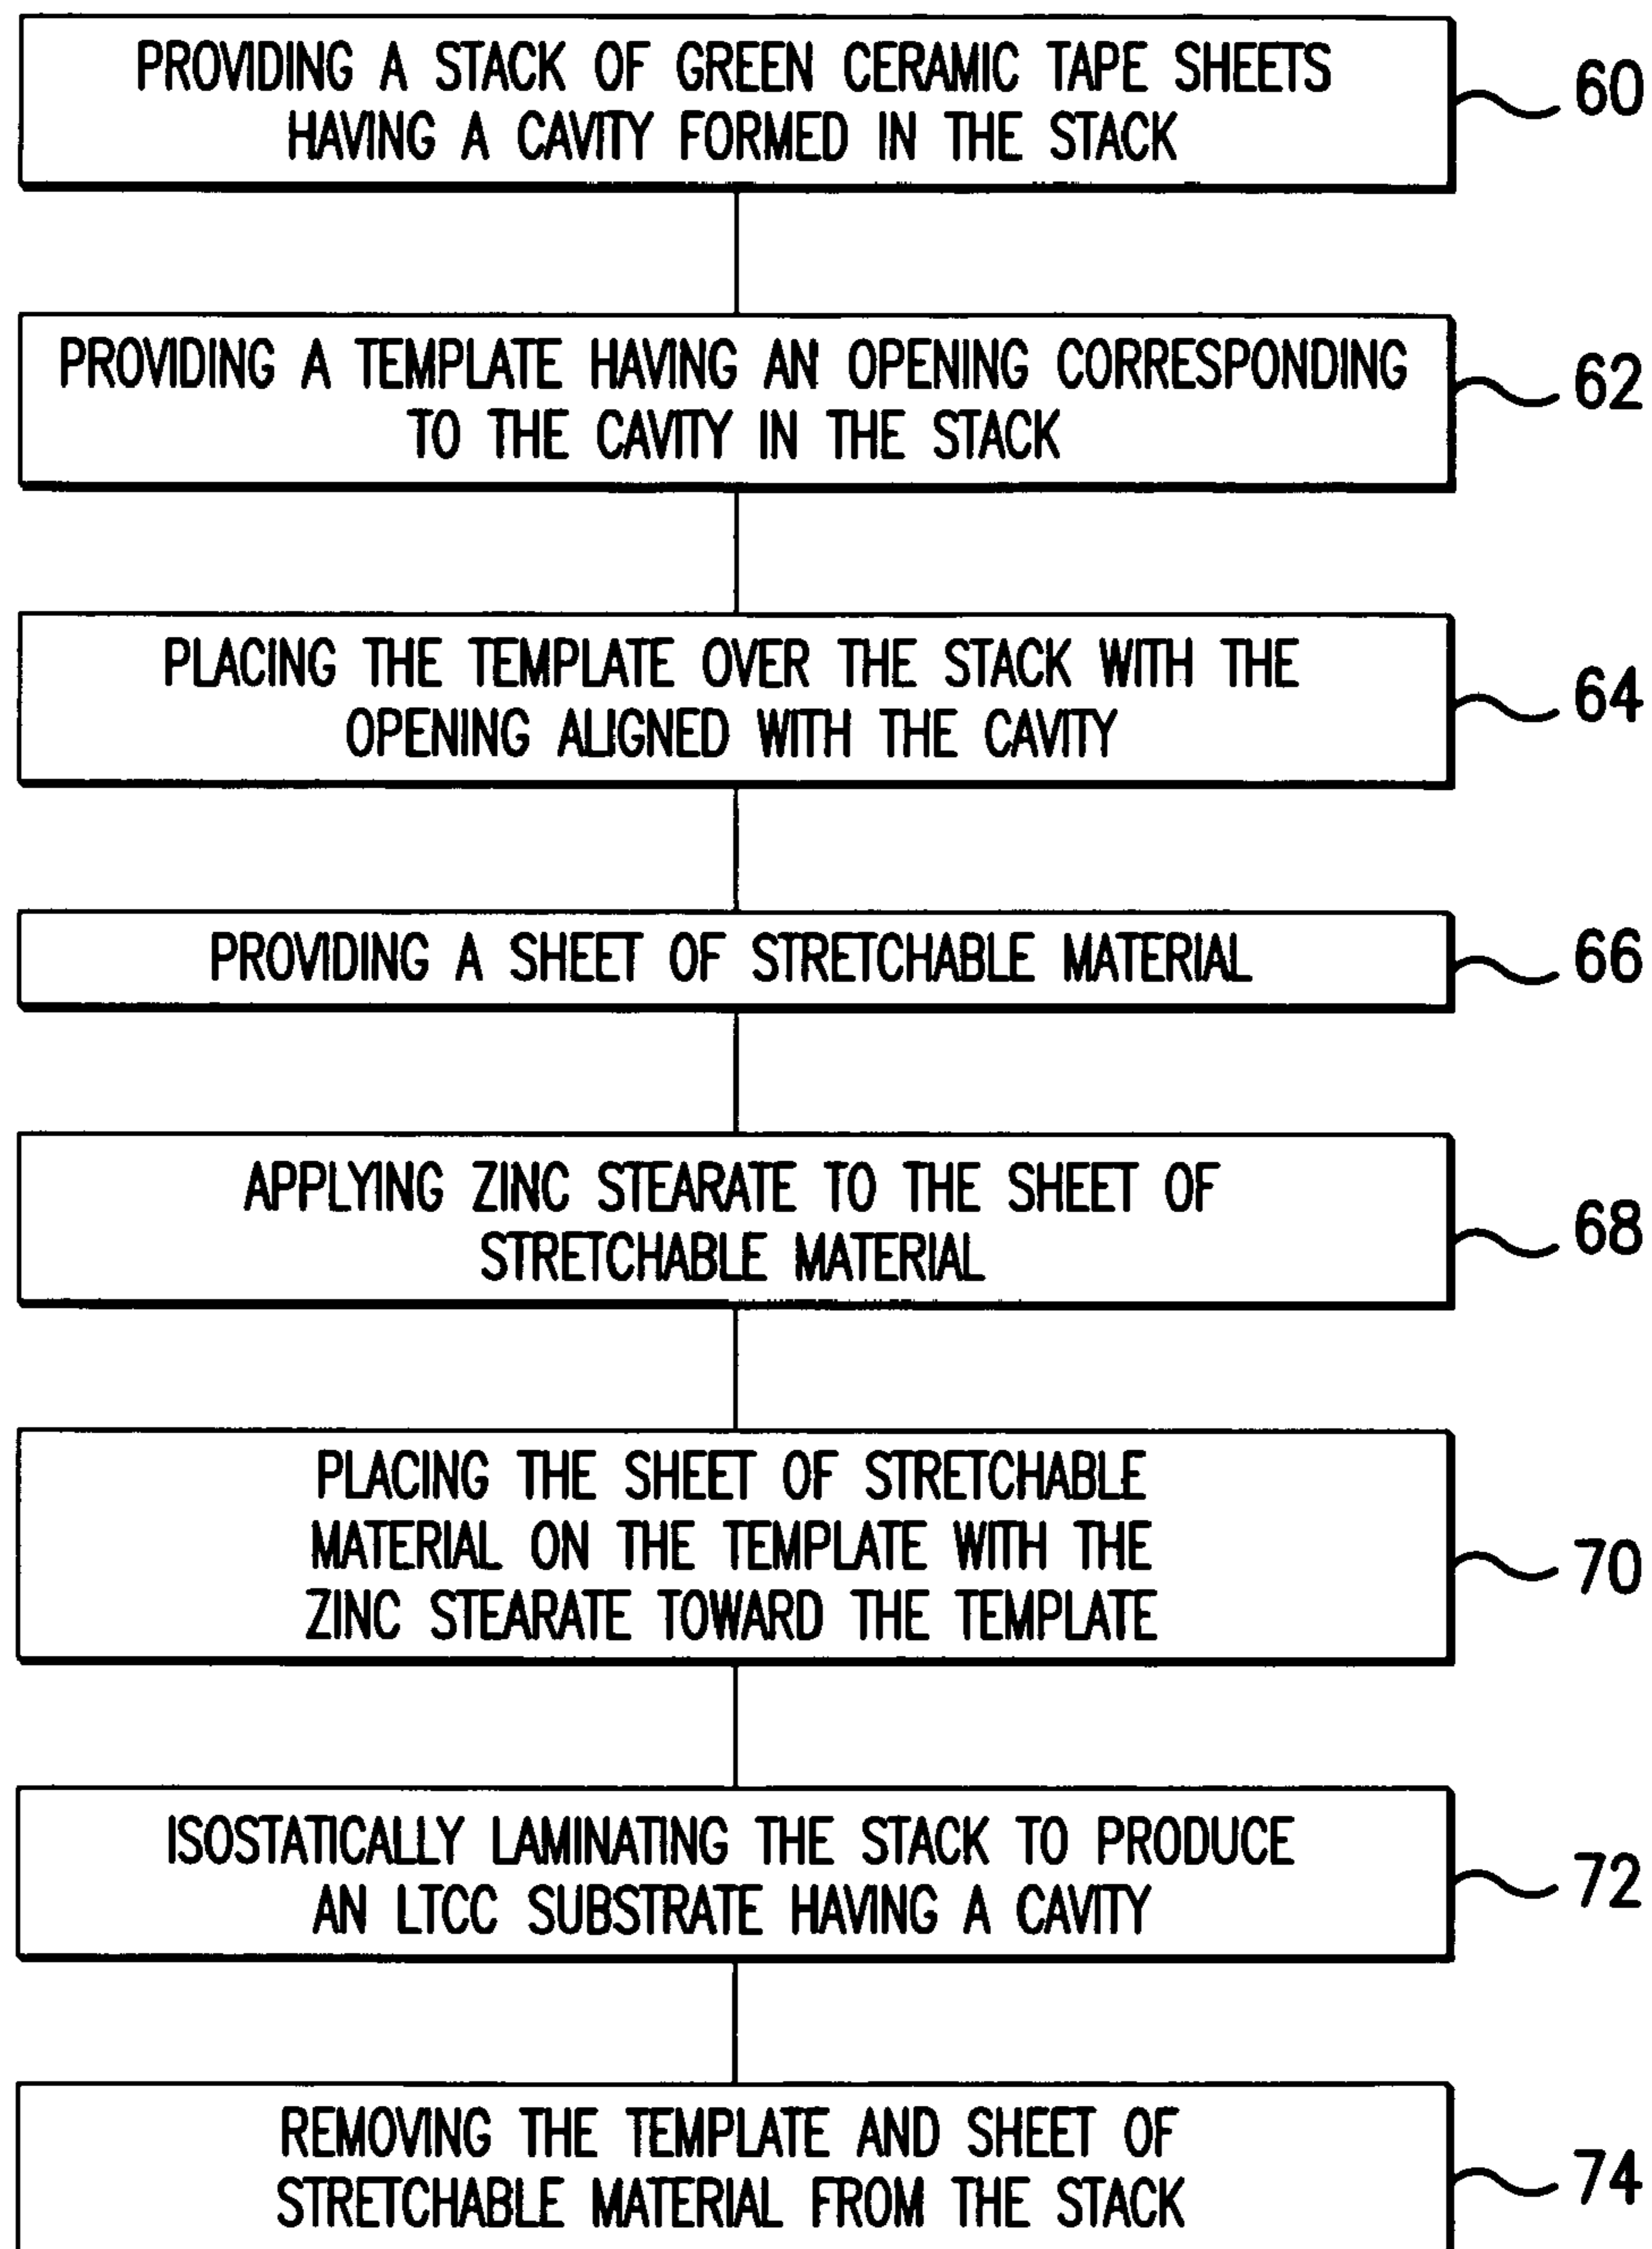 PROVIDING A STACK OF GREEN CERAMIC TAPE SHEETS
HAVING A CAVITY FORMED IN THE STACK
60
PROVIDING A TEMPLATE HAVING AN OPENING CORRESPONDING
TO THE CAVITY IN THE STACK
62
PLACING THE TEMPLATE OVER THE STACK WITH THE
OPENING ALIGNED WITH THE CAVITY
64
PROVIDING A SHEET OF STRETCHABLE MATERIAL
66
APPLYING ZINC STEARATE TO THE SHEET OF
STRETCHABLE MATERIAL
68
PLACING THE SHEET OF STRETCHABLE
MATERIAL ON THE TEMPLATE WITH THE
ZINC STEARATE TOWARD THE TEMPLATE
70
ISOSTATICALLY LAMINATING THE STACK TO PRODUCE
AN LTCC SUBSTRATE HAVING A CAVITY
72
REMOVING THE TEMPLATE AND SHEET OF
STRETCHABLE MATERIAL FROM THE STACK
74